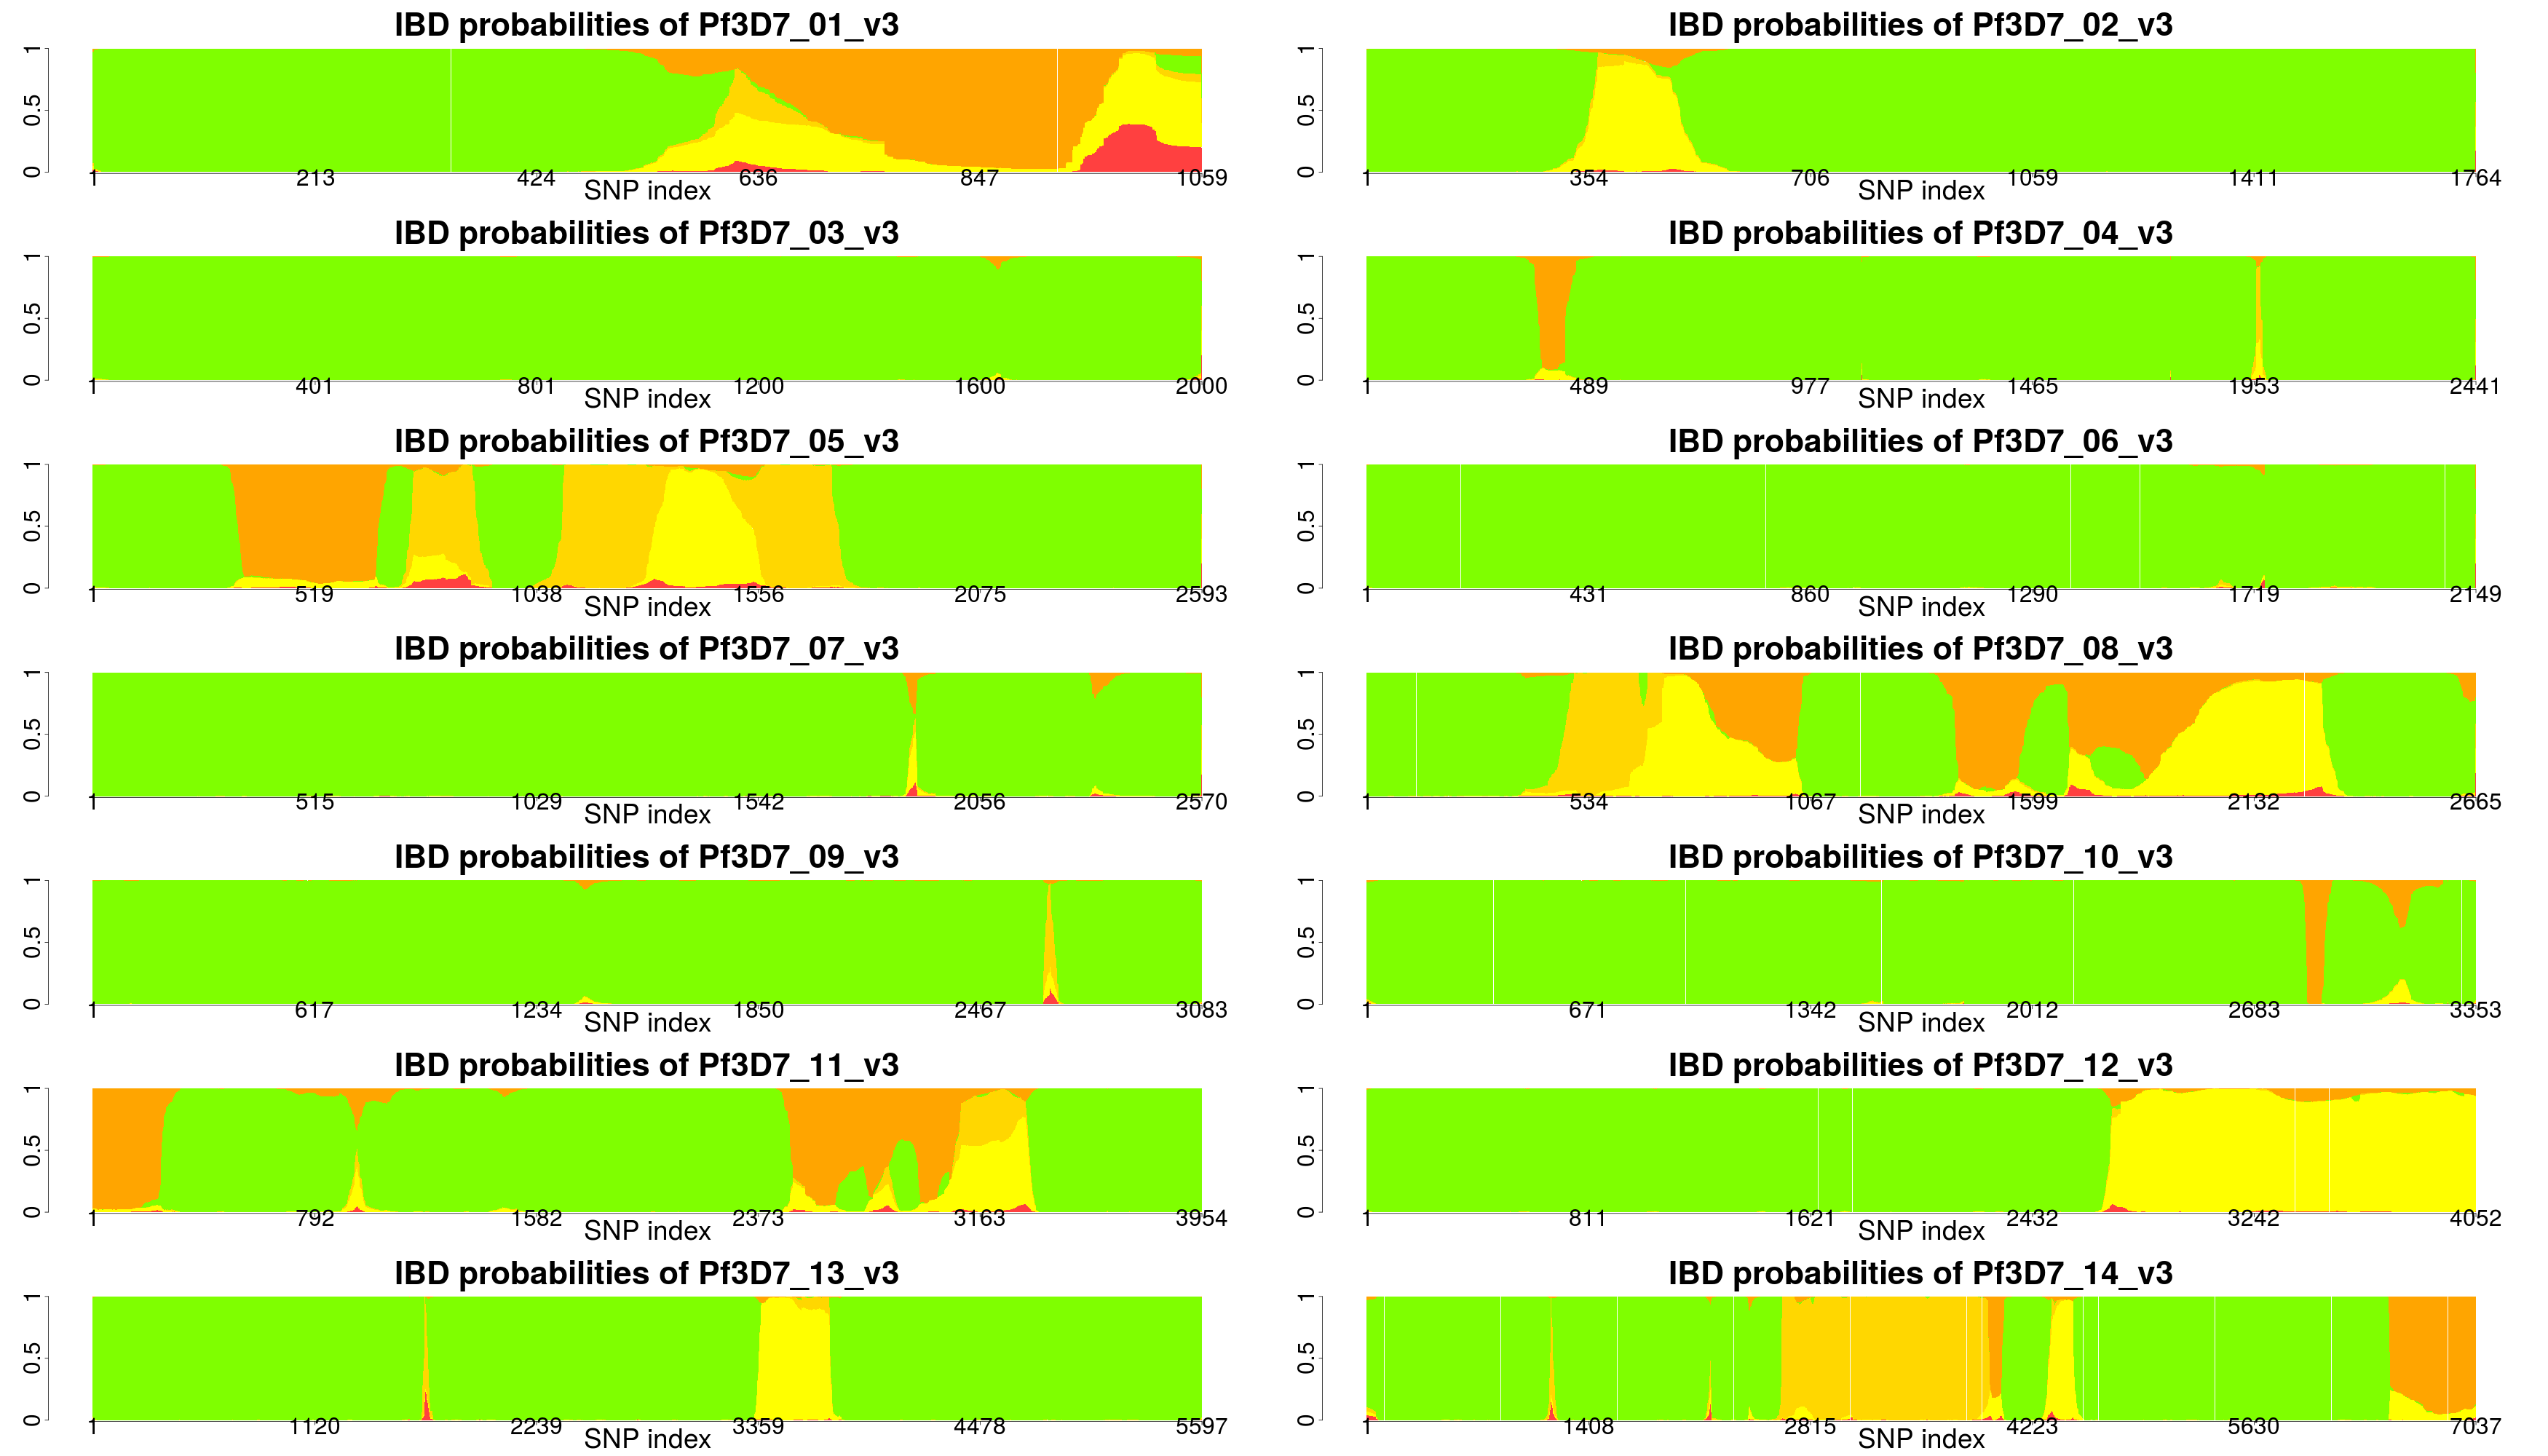 IBD probabilities of Pf3D7_01_v3
0 0.5 1
1 213 424 636 847 1059
SNP index
IBD probabilities of Pf3D7_02_v3
0 0.5 1
1 354 706 1059 1411 1764
SNP index
IBD probabilities of Pf3D7_03_v3
0 0.5 1
1 401 801 1200 1600 2000
SNP index
IBD probabilities of Pf3D7_04_v3
0 0.5 1
1 489 977 1465 1953 2441
SNP index
IBD probabilities of Pf3D7_05_v3
0 0.5 1
1 519 1038 1556 2075 2593
SNP index
IBD probabilities of Pf3D7_06_v3
0 0.5 1
1 431 860 1290 1719 2149
SNP index
IBD probabilities of Pf3D7_07_v3
0 0.5 1
1 515 1029 1542 2056 2570
SNP index
IBD probabilities of Pf3D7_08_v3
0 0.5 1
1 534 1067 1599 2132 2665
SNP index
IBD probabilities of Pf3D7_09_v3
0 0.5 1
1 617 1234 1850 2467 3083
SNP index
IBD probabilities of Pf3D7_10_v3
0 0.5 1
1 671 1342 2012 2683 3353
SNP index
IBD probabilities of Pf3D7_11_v3
0 0.5 1
1 792 1582 2373 3163 3954
SNP index
IBD probabilities of Pf3D7_12_v3
0 0.5 1
1 811 1621 2432 3242 4052
SNP index
IBD probabilities of Pf3D7_13_v3
0 0.5 1
1 1120 2239 3359 4478 5597
SNP index
IBD probabilities of Pf3D7_14_v3
0 0.5 1
1 1408 2815 4223 5630 7037
SNP index